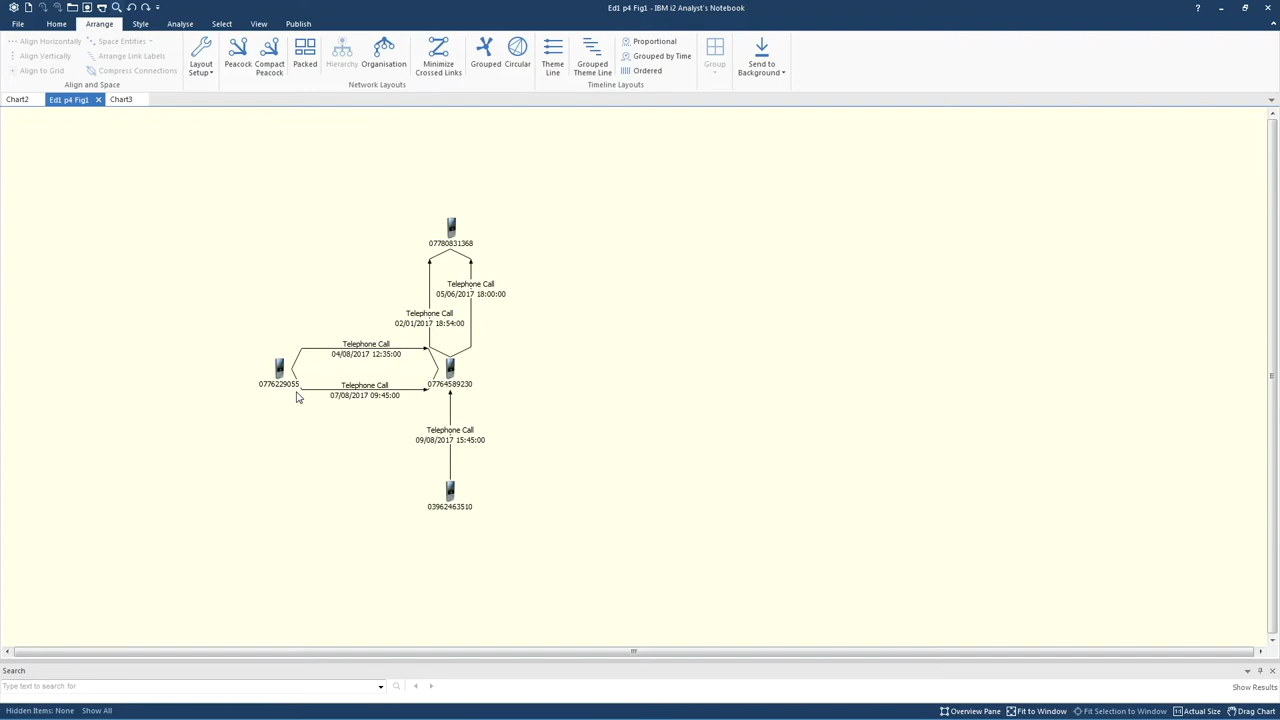 Ed1 p4 Fig1 - IBM i2 Analyst's Notebook
File Home Arrange Style Analyse Select View Publish
Align Horizontally
Align Vertically
Align to Grid
Space Entities
Arrange Link Labels
Compress Connections
Align and Space
Layout
Setup
Peacock
Compact
Peacock
Packed
Hierarchy
Organisation
Minimize
Crossed Links
Grouped
Circular
Network Layouts
Theme
Line
Grouped
Theme Line
Proportional
Grouped by Time
Ordered
Timeline Layouts
Group
Send to
Background
Chart2 Ed1 p4 Fig1 Chart3
07780831368
Telephone Call
05/06/2017 18:00:00
Telephone Call
02/01/2017 18:54:00
Telephone Call
04/08/2017 12:35:00
0776229055
07764589230
Telephone Call
07/08/2017 09:45:00
Telephone Call
09/08/2017 15:45:00
03962463510
Search
Type text to search for
Show Results
Hidden Items: None Show All
Overview Pane Fit to Window Fit Selection to Window Actual Size Drag Chart